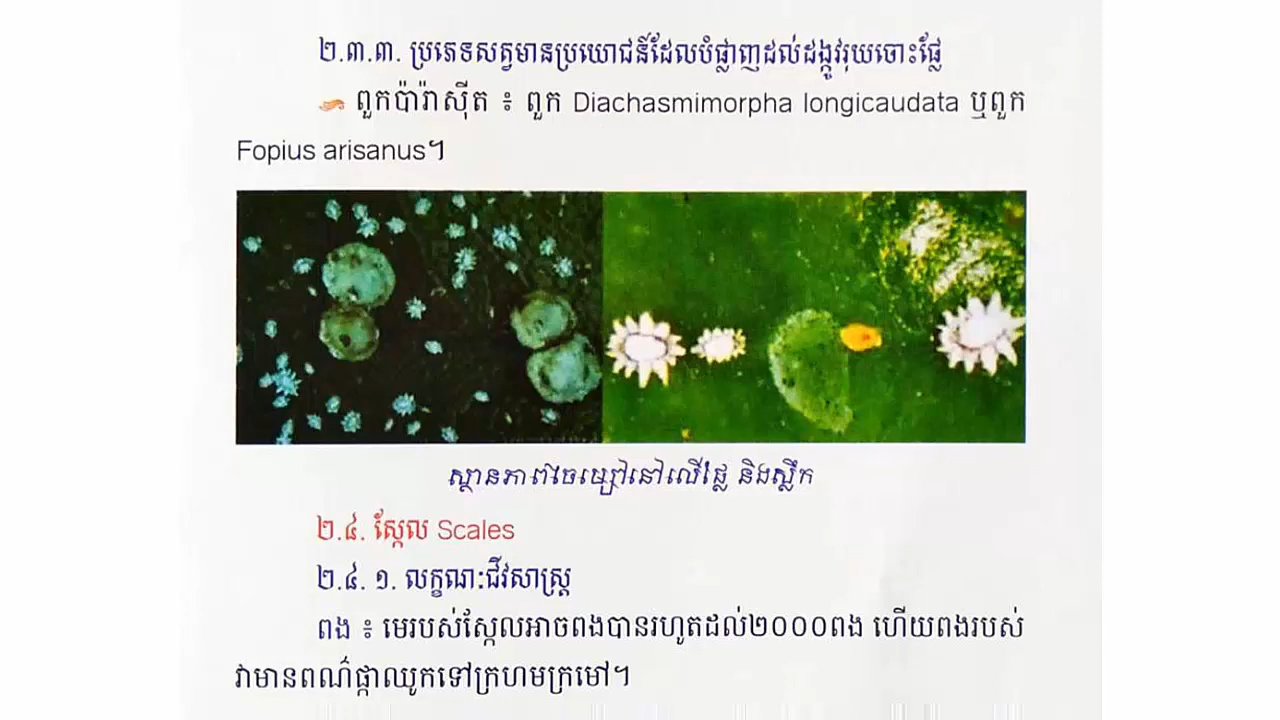 ២.៣.៣. ប្រភេទសត្វមានប្រយោជន៍ដែលបំផ្លាញដល់ដង្កូវរុយចោះផ្លែ
ពួកប៉ារ៉ាស៊ីត ៖ ពួក Diachasmimorpha longicaudata ឬពួក
Fopius arisanus។
ស្ថានភាពចៃម្សៅនៅលើផ្លែ និងស្លឹក
២.៤. ស្កែល Scales
២.៤. ១. លក្ខណៈជីវសាស្ត្រ
ពង ៖ មេរបស់ស្កែលអាចពងបានរហូតដល់២០០០ពង ហើយពងរបស់
វាមានពណ៌ផ្កាឈូកទៅក្រហមក្រមៅ។